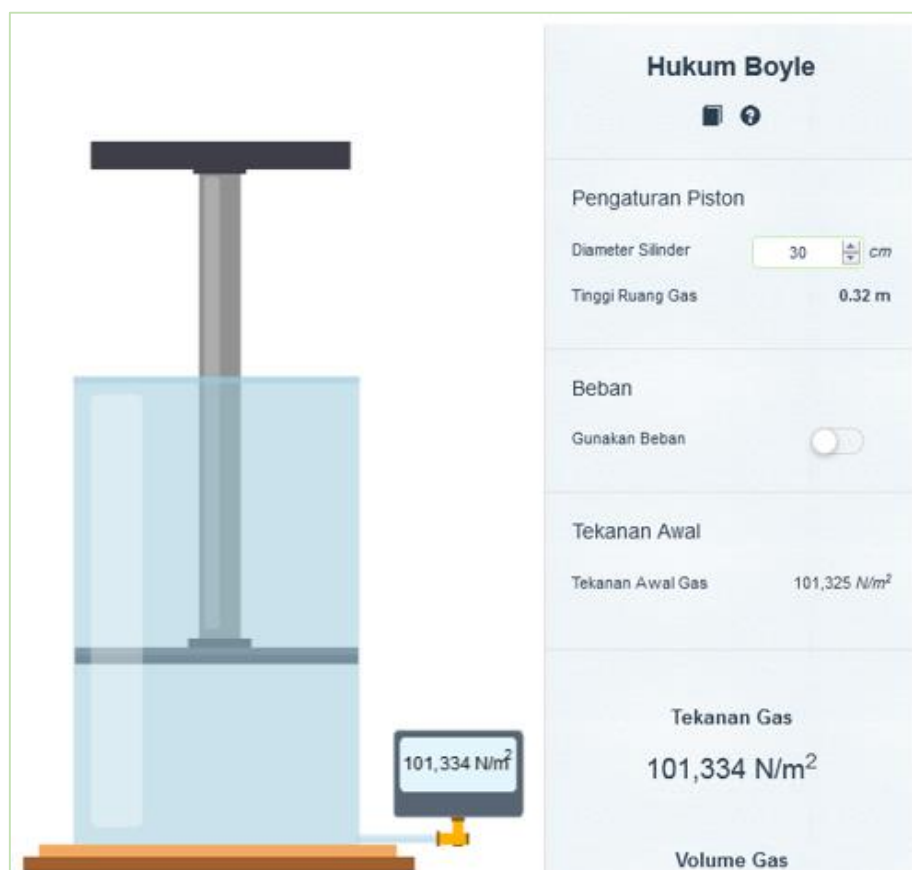 Hukum Boyle
Pengaturan Piston
Diameter Silinder 30 cm
Tinggi Ruang Gas 0.32 m
Beban
Gunakan Beban
Tekanan Awal
Tekanan Awal Gas 101,325 N/m²
101,334 N/m²
Tekanan Gas
101,334 N/m²
Volume Gas